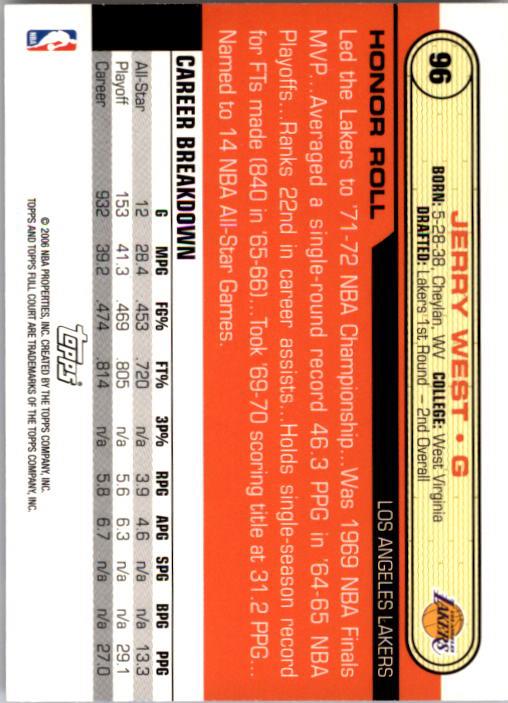 96
JERRY WEST • G
BORN: 5-28-38, Cheylan, WV COLLEGE: West Virginia
DRAFTED: Lakers 1st Round – 2nd Overall
LOS ANGELES LAKERS
LAKERS
HONOR ROLL
Led the Lakers to '71-72 NBA Championship...Was 1969 NBA Finals
MVP...Averaged a single-round record 46.3 PPG in '64-65 NBA
Playoffs...Ranks 22nd in career assists...Holds single-season record
for FTs made (840 in '65-66)...Took '69-70 scoring title at 31.2 PPG...
Named to 14 NBA All-Star Games.
CAREER BREAKDOWN
G MPG FG% FT% 3P% RPG APG SPG BPG PPG
All-Star 12 28.4 .453 .720 n/a 3.9 4.6 n/a n/a 13.3
Playoff 153 41.3 .469 .805 n/a 5.6 6.3 n/a n/a 29.1
Career 932 39.2 .474 .814 n/a 5.8 6.7 n/a n/a 27.0
topps
© 2006 NBA PROPERTIES, INC. CREATED BY THE TOPPS COMPANY, INC.
TOPPS AND TOPPS FULL COURT ARE TRADEMARKS OF THE TOPPS COMPANY, INC.
NBA